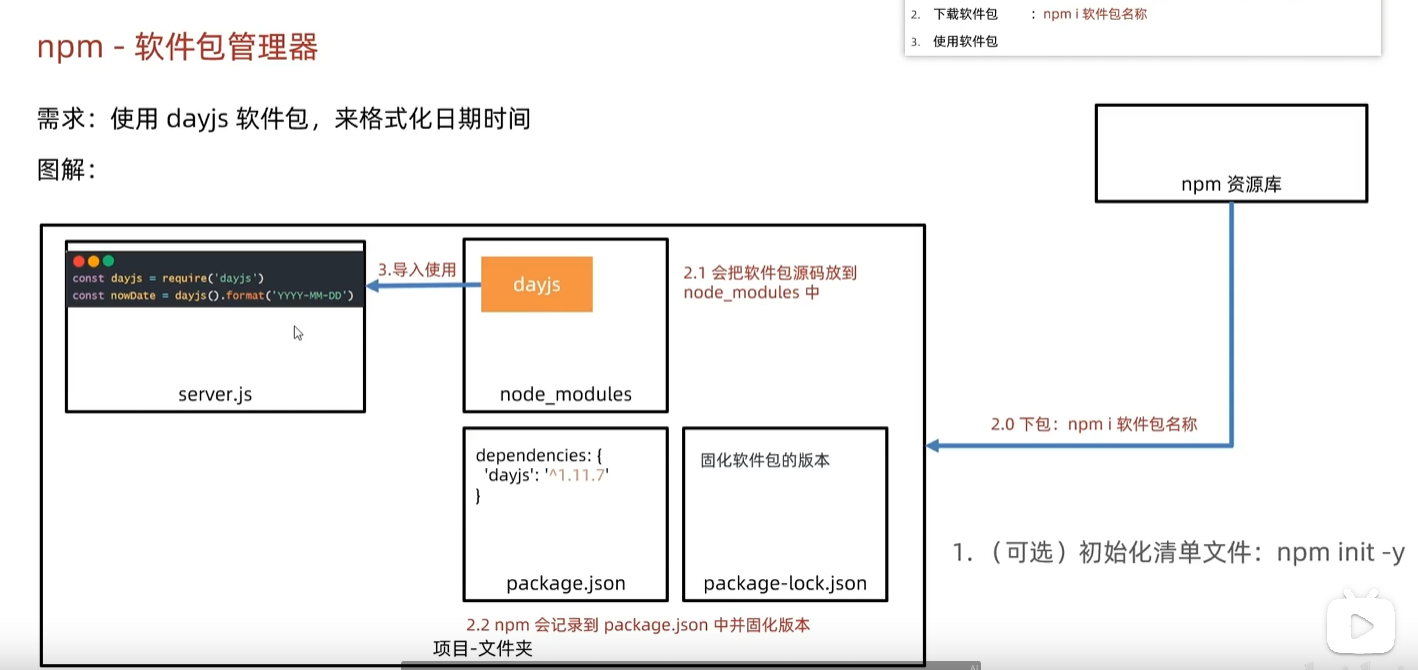 2. 下载软件包 ：npm i 软件包名称
3. 使用软件包
npm - 软件包管理器
需求：使用 dayjs 软件包，来格式化日期时间
图解：
npm 资源库
const dayjs = require('dayjs')
const nowDate = dayjs().format('YYYY-MM-DD')
server.js
3.导入使用
dayjs
node_modules
2.1 会把软件包源码放到
node_modules 中
2.0 下包：npm i 软件包名称
dependencies: {
'dayjs': '^1.11.7'
}
package.json
固化软件包的版本
package-lock.json
1. （可选）初始化清单文件：npm init -y
2.2 npm 会记录到 package.json 中并固化版本
项目-文件夹